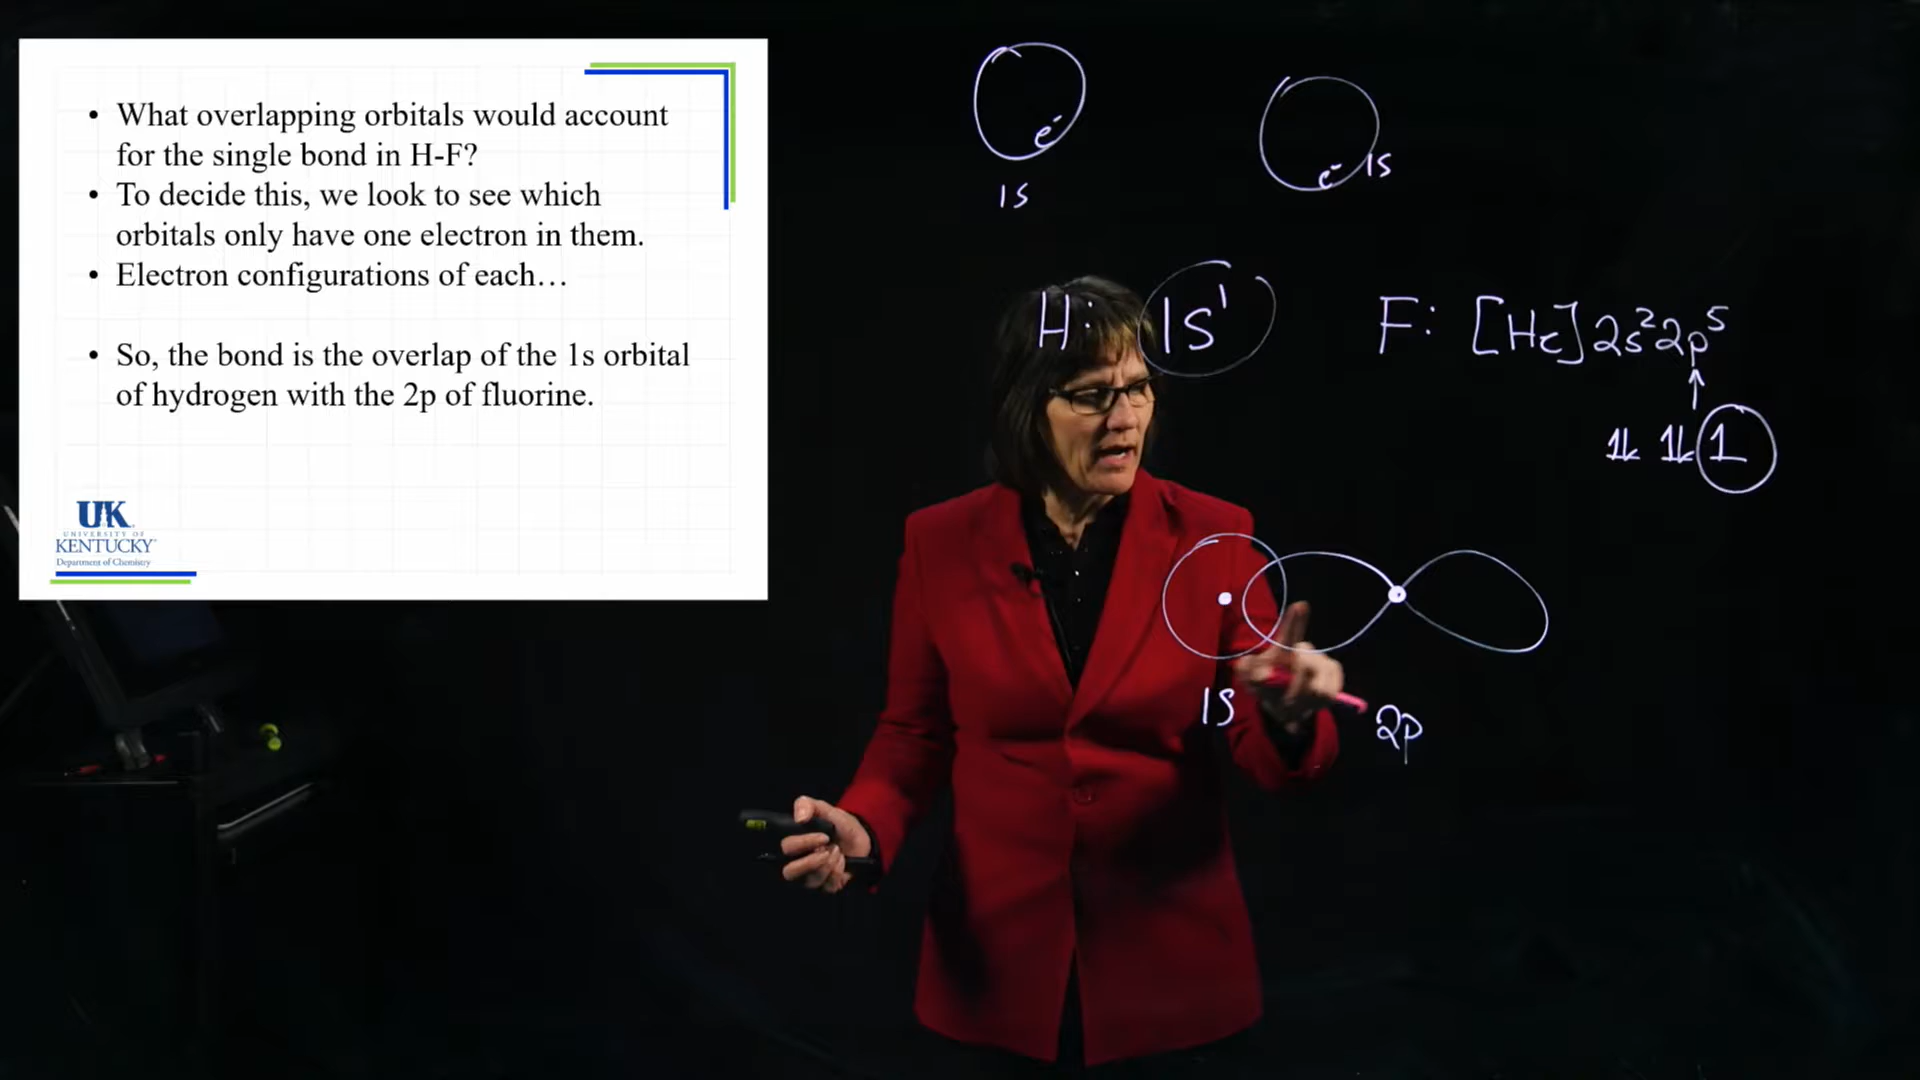 • What overlapping orbitals would account
for the single bond in H-F?
• To decide this, we look to see which
orbitals only have one electron in them.
• Electron configurations of each…
• So, the bond is the overlap of the 1s orbital
of hydrogen with the 2p of fluorine.
UK
UNIVERSITY OF
KENTUCKY
Department of Chemistry
e⁻
1s
e⁻ 1s
H: 1s¹
F: [He]2s²2p⁵
↑
⥮ ⥮ 1
1s
2p